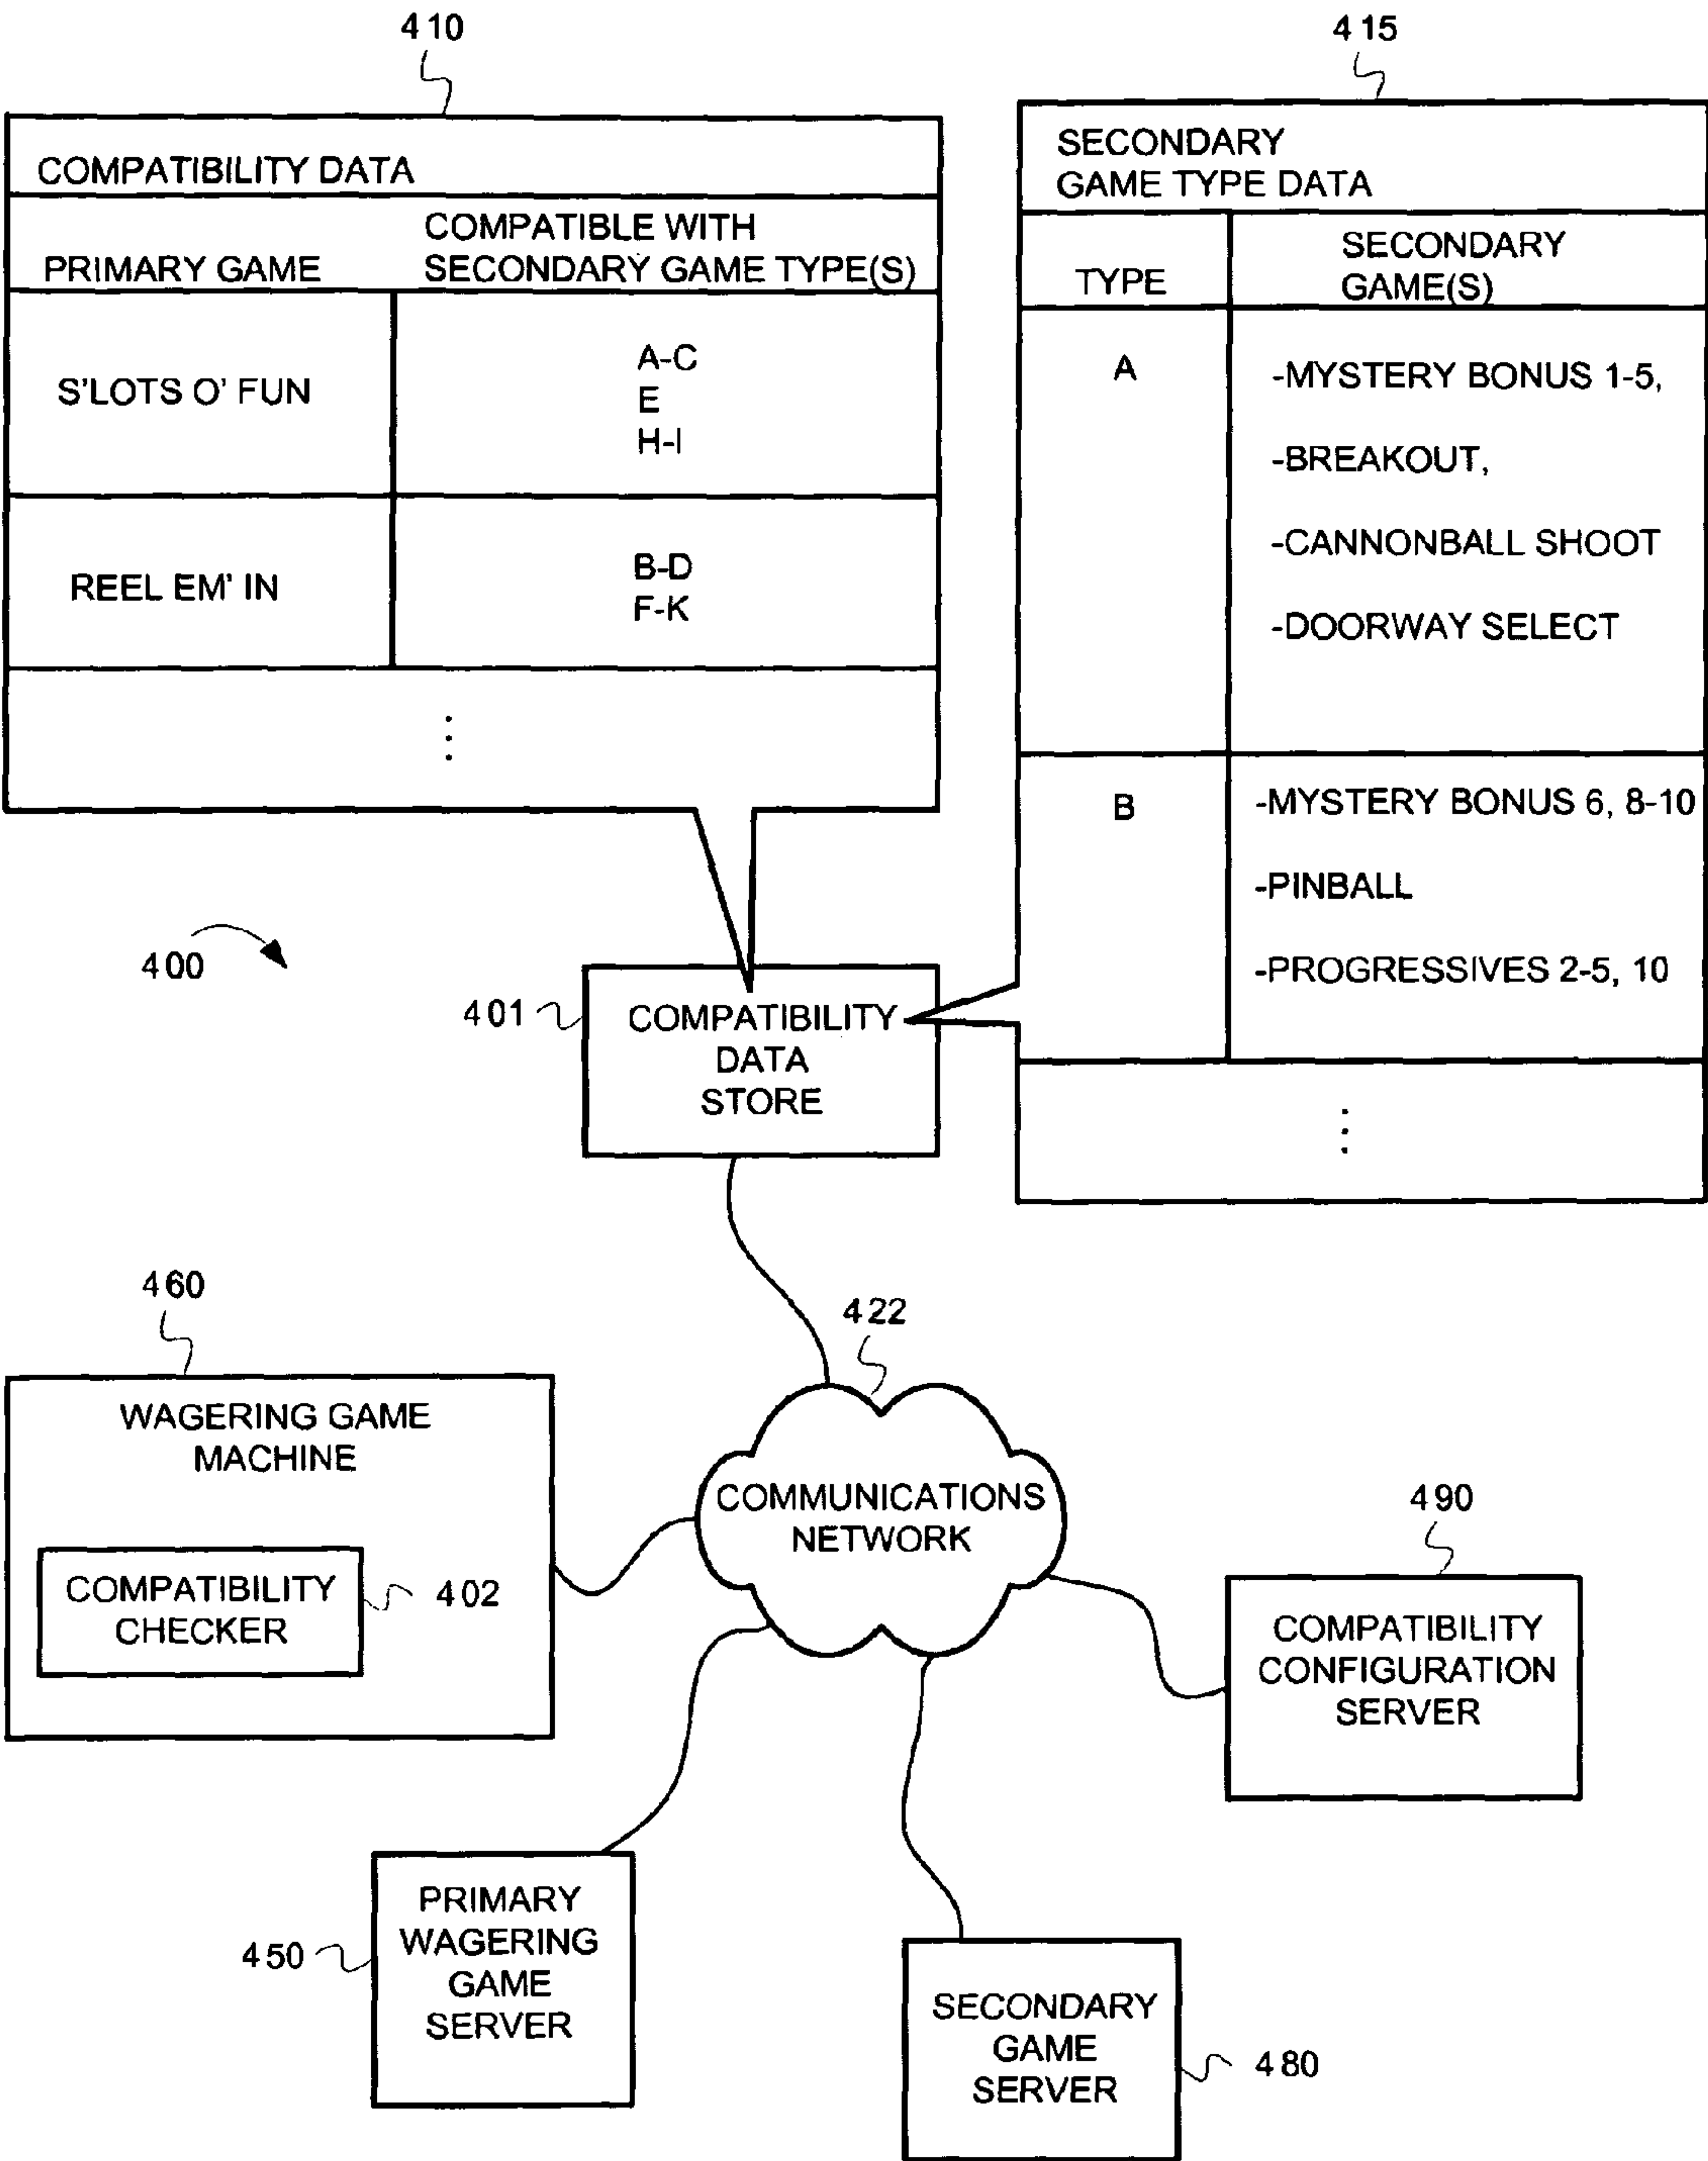 410
COMPATIBILITY DATA
PRIMARY GAME
COMPATIBLE WITH
SECONDARY GAME TYPE(S)
S'LOTS O' FUN
A-C
E
H-I
REEL EM' IN
B-D
F-K
⋮
415
SECONDARY
GAME TYPE DATA
TYPE
SECONDARY
GAME(S)
A
-MYSTERY BONUS 1-5,
-BREAKOUT,
-CANNONBALL SHOOT
-DOORWAY SELECT
B
-MYSTERY BONUS 6, 8-10
-PINBALL
-PROGRESSIVES 2-5, 10
⋮
400
401
COMPATIBILITY
DATA
STORE
460
WAGERING GAME
MACHINE
COMPATIBILITY
CHECKER
402
422
COMMUNICATIONS
NETWORK
490
COMPATIBILITY
CONFIGURATION
SERVER
450
PRIMARY
WAGERING
GAME
SERVER
SECONDARY
GAME
SERVER
480